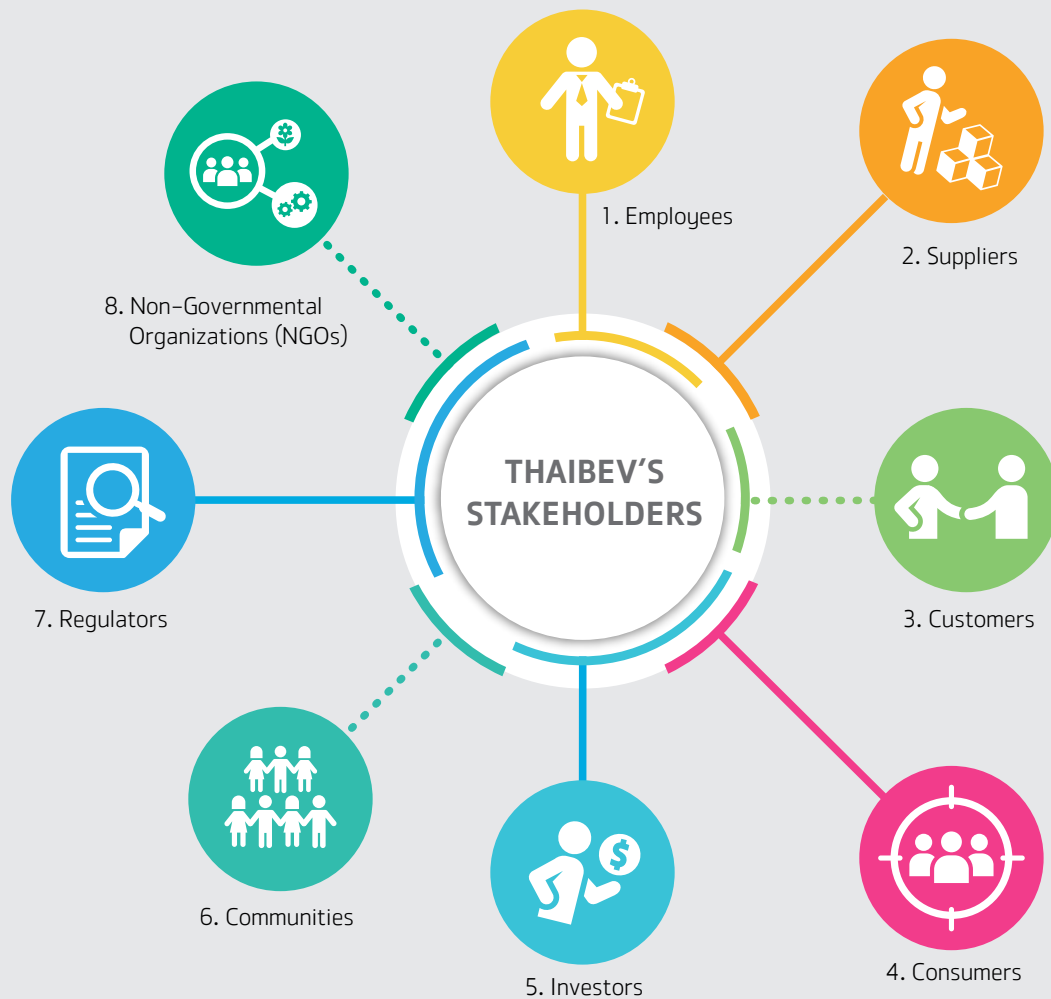 THAIBEV'S
STAKEHOLDERS
1. Employees
2. Suppliers
3. Customers
4. Consumers
5. Investors
6. Communities
7. Regulators
8. Non-Governmental
Organizations (NGOs)
$